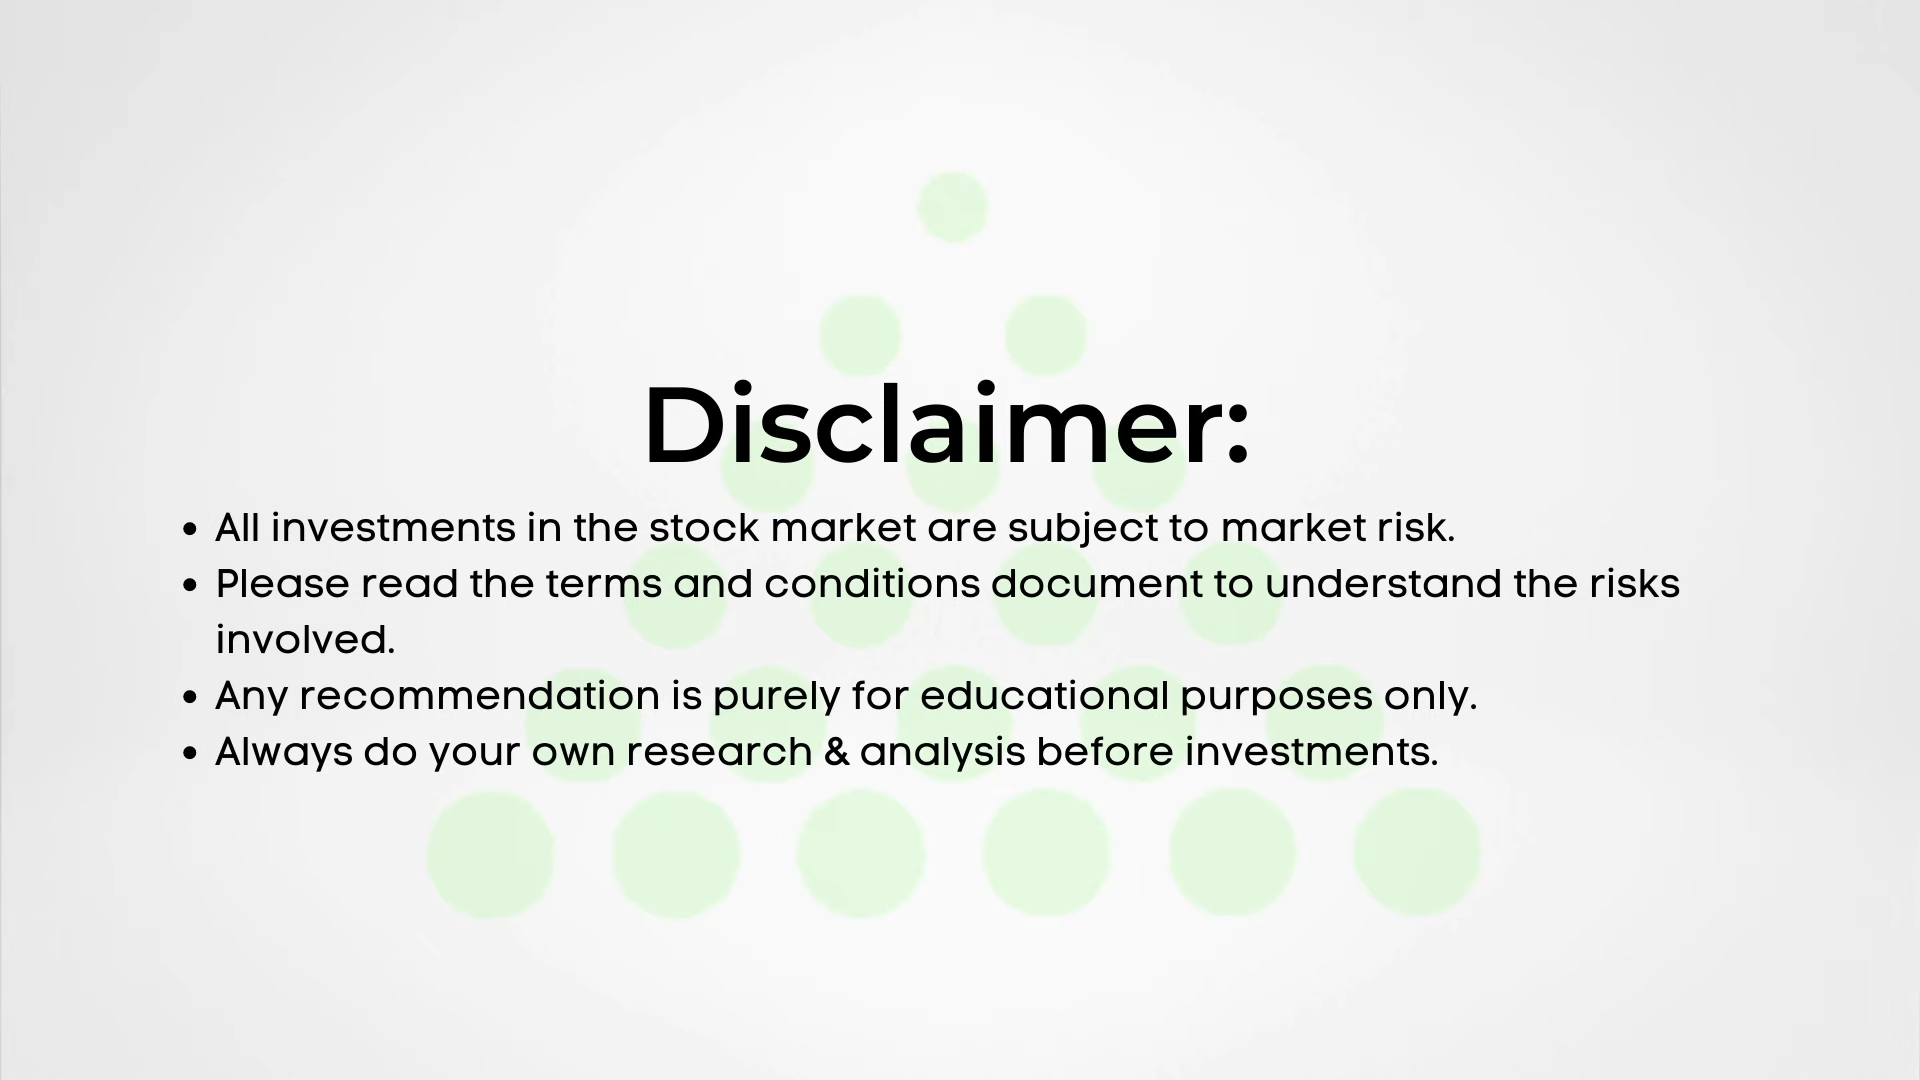 Disclaimer:
• All investments in the stock market are subject to market risk.
• Please read the terms and conditions document to understand the risks
involved.
• Any recommendation is purely for educational purposes only.
• Always do your own research & analysis before investments.